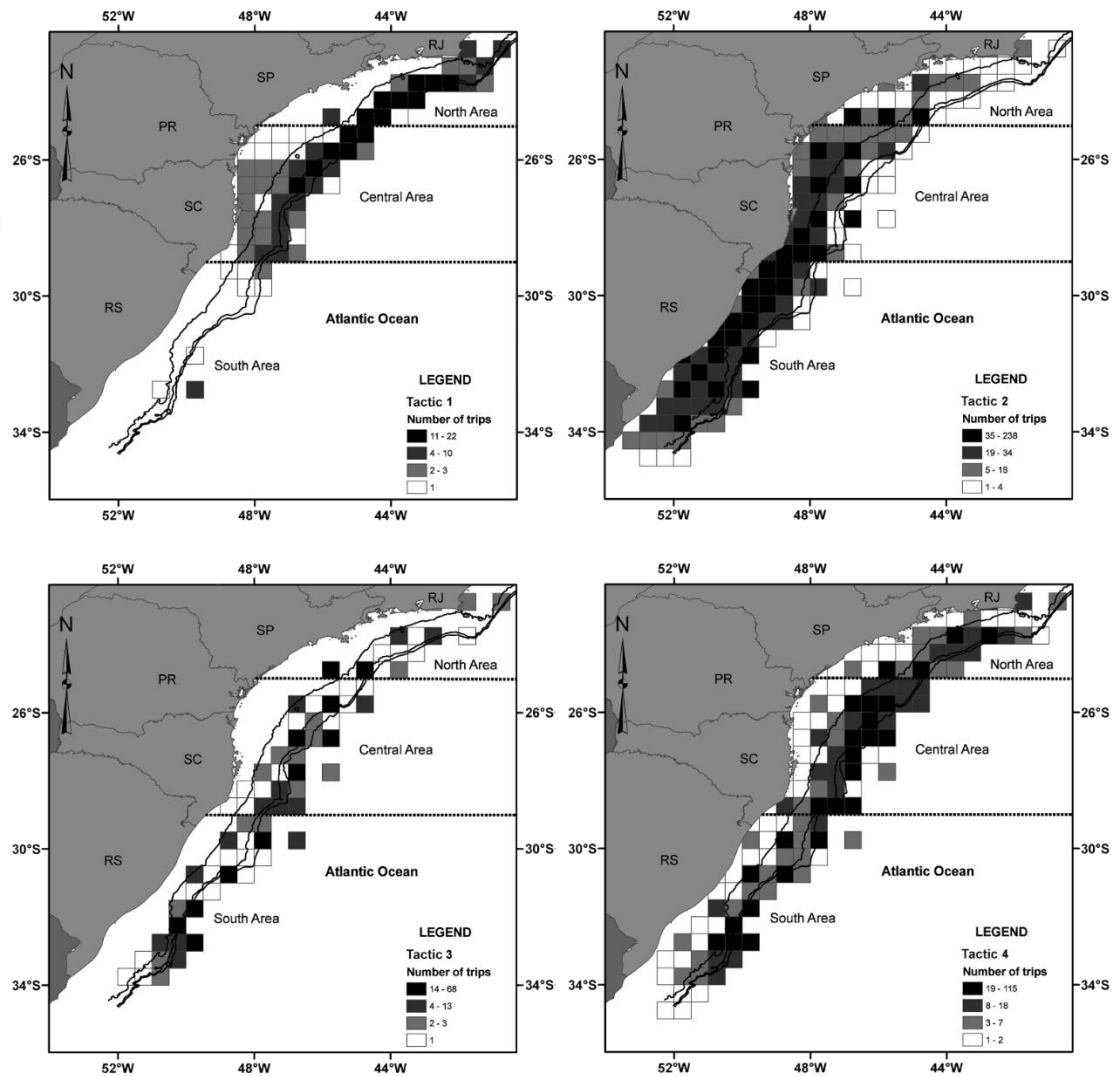 52°W 48°W 44°W
N
RJ
SP
North Area
PR
26°S 26°S
Central Area
SC
30°S 30°S
Atlantic Ocean
RS
South Area
LEGEND
Tactic 1
Number of trips
11 - 22
4 - 10
2 - 3
1
34°S 34°S
52°W 48°W 44°W
52°W 48°W 44°W
N
RJ
SP
North Area
PR
26°S 26°S
Central Area
SC
30°S 30°S
Atlantic Ocean
RS
South Area
LEGEND
Tactic 2
Number of trips
35 - 238
19 - 34
5 - 18
1 - 4
34°S 34°S
52°W 48°W 44°W
52°W 48°W 44°W
N
RJ
SP
North Area
PR
26°S 26°S
Central Area
SC
30°S 30°S
Atlantic Ocean
RS
South Area
LEGEND
Tactic 3
Number of trips
14 - 68
4 - 13
2 - 3
1
34°S 34°S
52°W 48°W 44°W
52°W 48°W 44°W
N
RJ
SP
North Area
PR
26°S 26°S
Central Area
SC
30°S 30°S
Atlantic Ocean
RS
South Area
LEGEND
Tactic 4
Number of trips
19 - 115
8 - 18
3 - 7
1 - 2
34°S 34°S
52°W 48°W 44°W